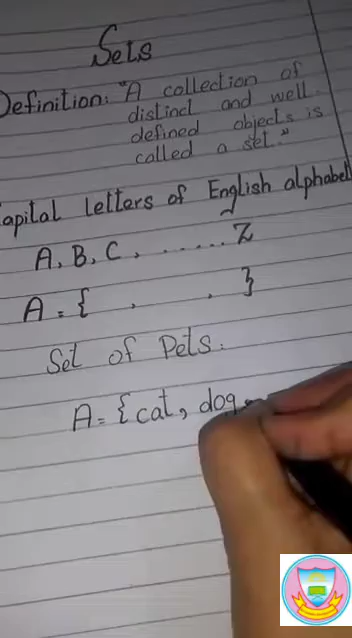 Sets
Definition: "A collection of
distinct and well
defined objects is
called a set."
apital letters of English alphabet
A, B, C, ......Z
A = { , , }
Set of Pets.
A = {cat, dog